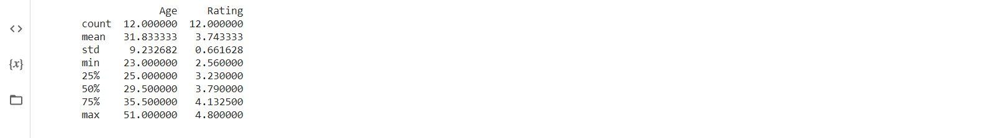 Age Rating
count 12.000000 12.000000
mean 31.833333 3.743333
std 9.232682 0.661628
min 23.000000 2.560000
25% 25.000000 3.230000
50% 29.500000 3.790000
75% 35.500000 4.132500
max 51.000000 4.800000
<>
{x}